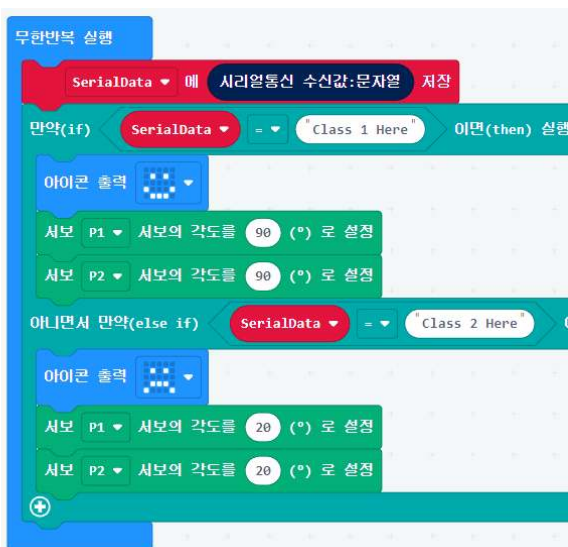 무한반복 실행
SerialData 에 시리얼통신 수신값:문자열 저장
만약(if) SerialData = "Class 1 Here" 이면(then) 실행
아이콘 출력
서보 P1 서보의 각도를 90 (°) 로 설정
서보 P2 서보의 각도를 90 (°) 로 설정
아니면서 만약(else if) SerialData = "Class 2 Here"
아이콘 출력
서보 P1 서보의 각도를 20 (°) 로 설정
서보 P2 서보의 각도를 20 (°) 로 설정